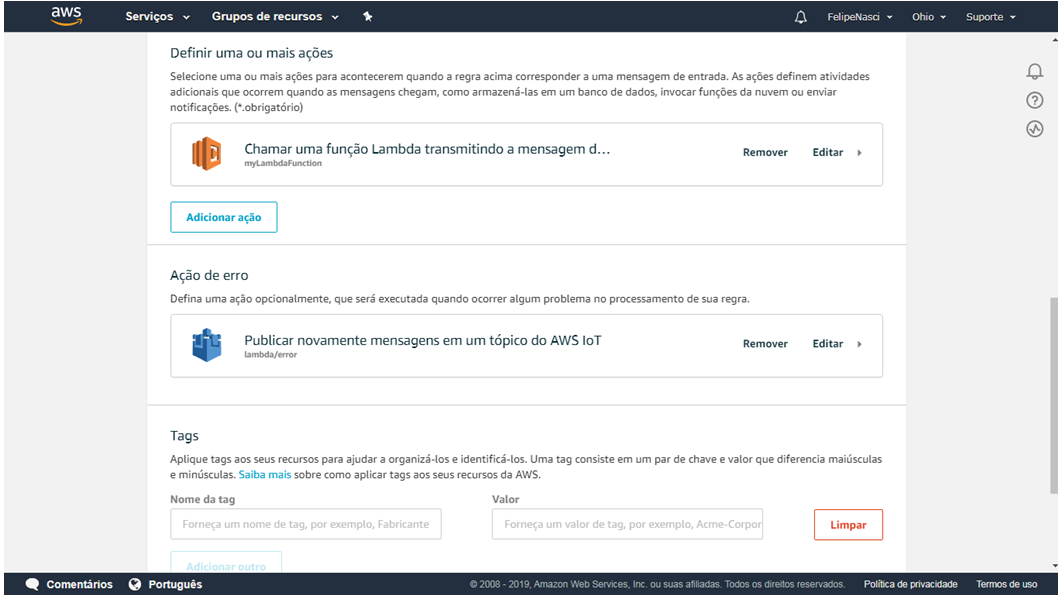 aws Serviços Grupos de recursos FelipeNasci Ohio Suporte
Definir uma ou mais ações
Selecione uma ou mais ações para acontecerem quando a regra acima corresponder a uma mensagem de entrada. As ações definem atividades
adicionais que ocorrem quando as mensagens chegam, como armazená-las em um banco de dados, invocar funções da nuvem ou enviar
notificações. (*.obrigatório)
Chamar uma função Lambda transmitindo a mensagem d...
myLambdaFunction
Remover Editar
Adicionar ação
Ação de erro
Defina uma ação opcionalmente, que será executada quando ocorrer algum problema no processamento de sua regra.
Publicar novamente mensagens em um tópico do AWS IoT
lambda/error
Remover Editar
Tags
Aplique tags aos seus recursos para ajudar a organizá-los e identificá-los. Uma tag consiste em um par de chave e valor que diferencia maiúsculas
e minúsculas. Saiba mais sobre como aplicar tags aos seus recursos da AWS.
Nome da tag Valor
Forneça um nome de tag, por exemplo, Fabricante Forneça um valor de tag, por exemplo, Acme-Corpor Limpar
Adicionar outro
Comentários Português © 2008 - 2019, Amazon Web Services, Inc. ou suas afiliadas. Todos os direitos reservados. Política de privacidade Termos de uso